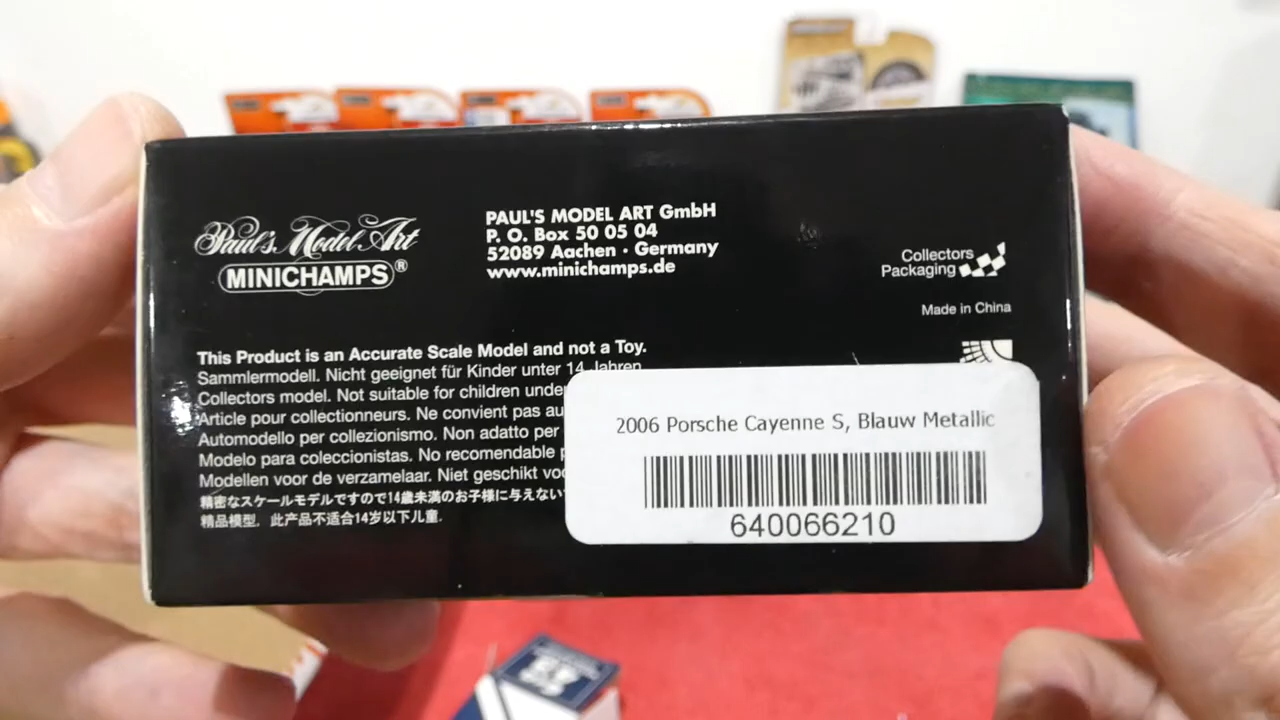 Paul's Model Art
MINICHAMPS®
PAUL'S MODEL ART GmbH
P. O. Box 50 05 04
52089 Aachen · Germany
www.minichamps.de
Collectors
Packaging
Made in China
This Product is an Accurate Scale Model and not a Toy.
Sammlermodell. Nicht geeignet für Kinder unter 14 Jahren
Collectors model. Not suitable for children
Article pour collectionneurs. Ne convient pas
Automodello per collezionismo. Non adatto per
Modelo para coleccionistas. No recomendable
Modellen voor de verzamelaar. Niet geschikt
精密なスケールモデルですので14歳未満のお子様に与えない
精品模型. 此产品不适合14岁以下儿童.
2006 Porsche Cayenne S, Blauw Metallic
640066210